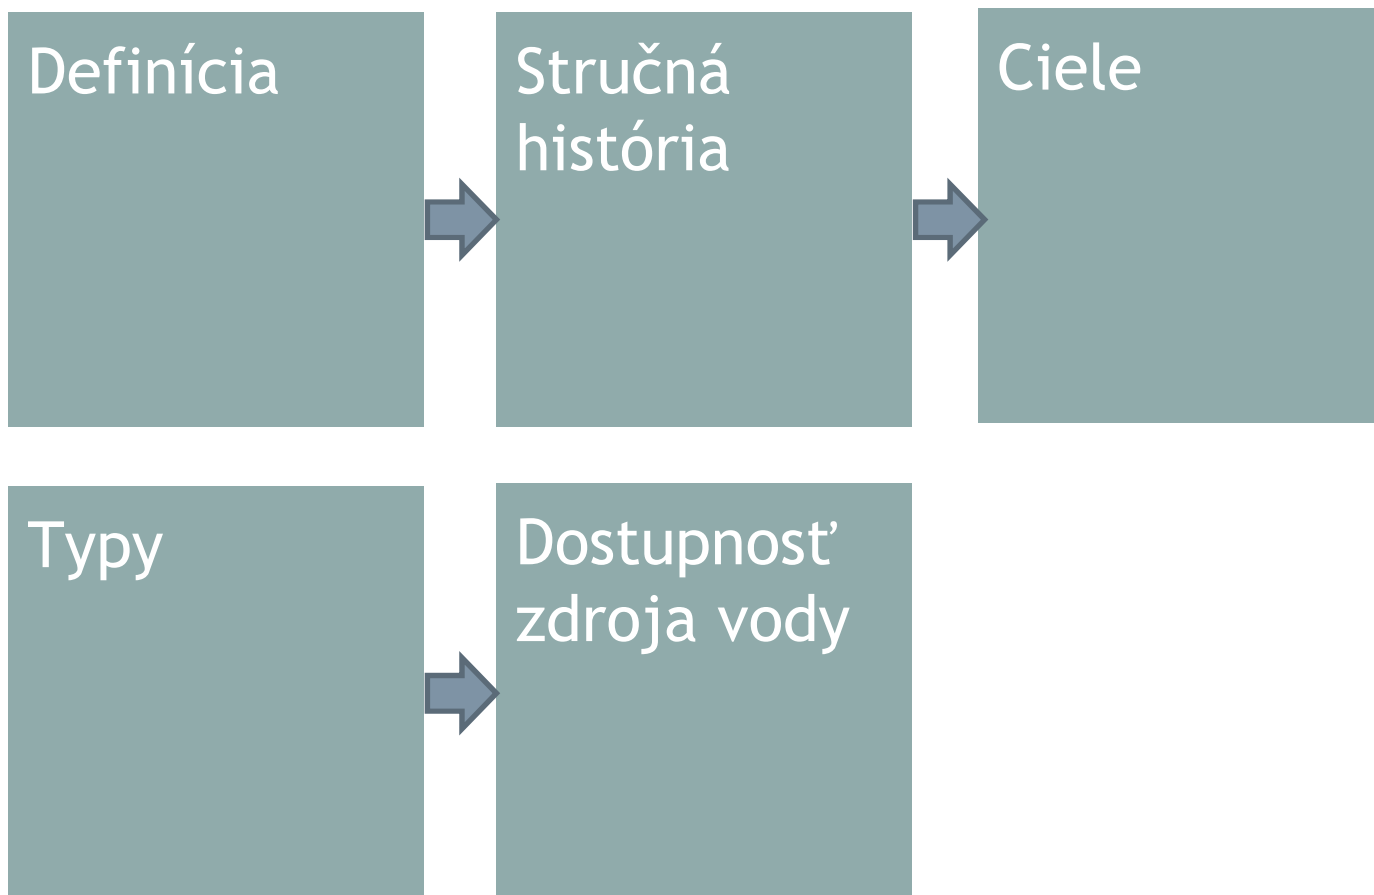 Definícia
Stručná
história
Ciele
Typy
Dostupnosť
zdroja vody